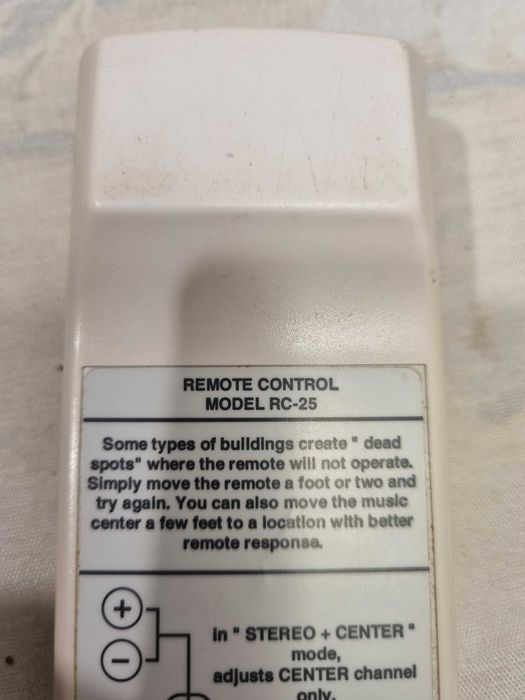 REMOTE CONTROL
MODEL RC-25
Some types of buildings create " dead
spots" where the remote will not operate.
Simply move the remote a foot or two and
try again. You can also move the music
center a few feet to a location with better
remote response.
+
−
in " STEREO + CENTER "
mode,
adjusts CENTER channel
only.